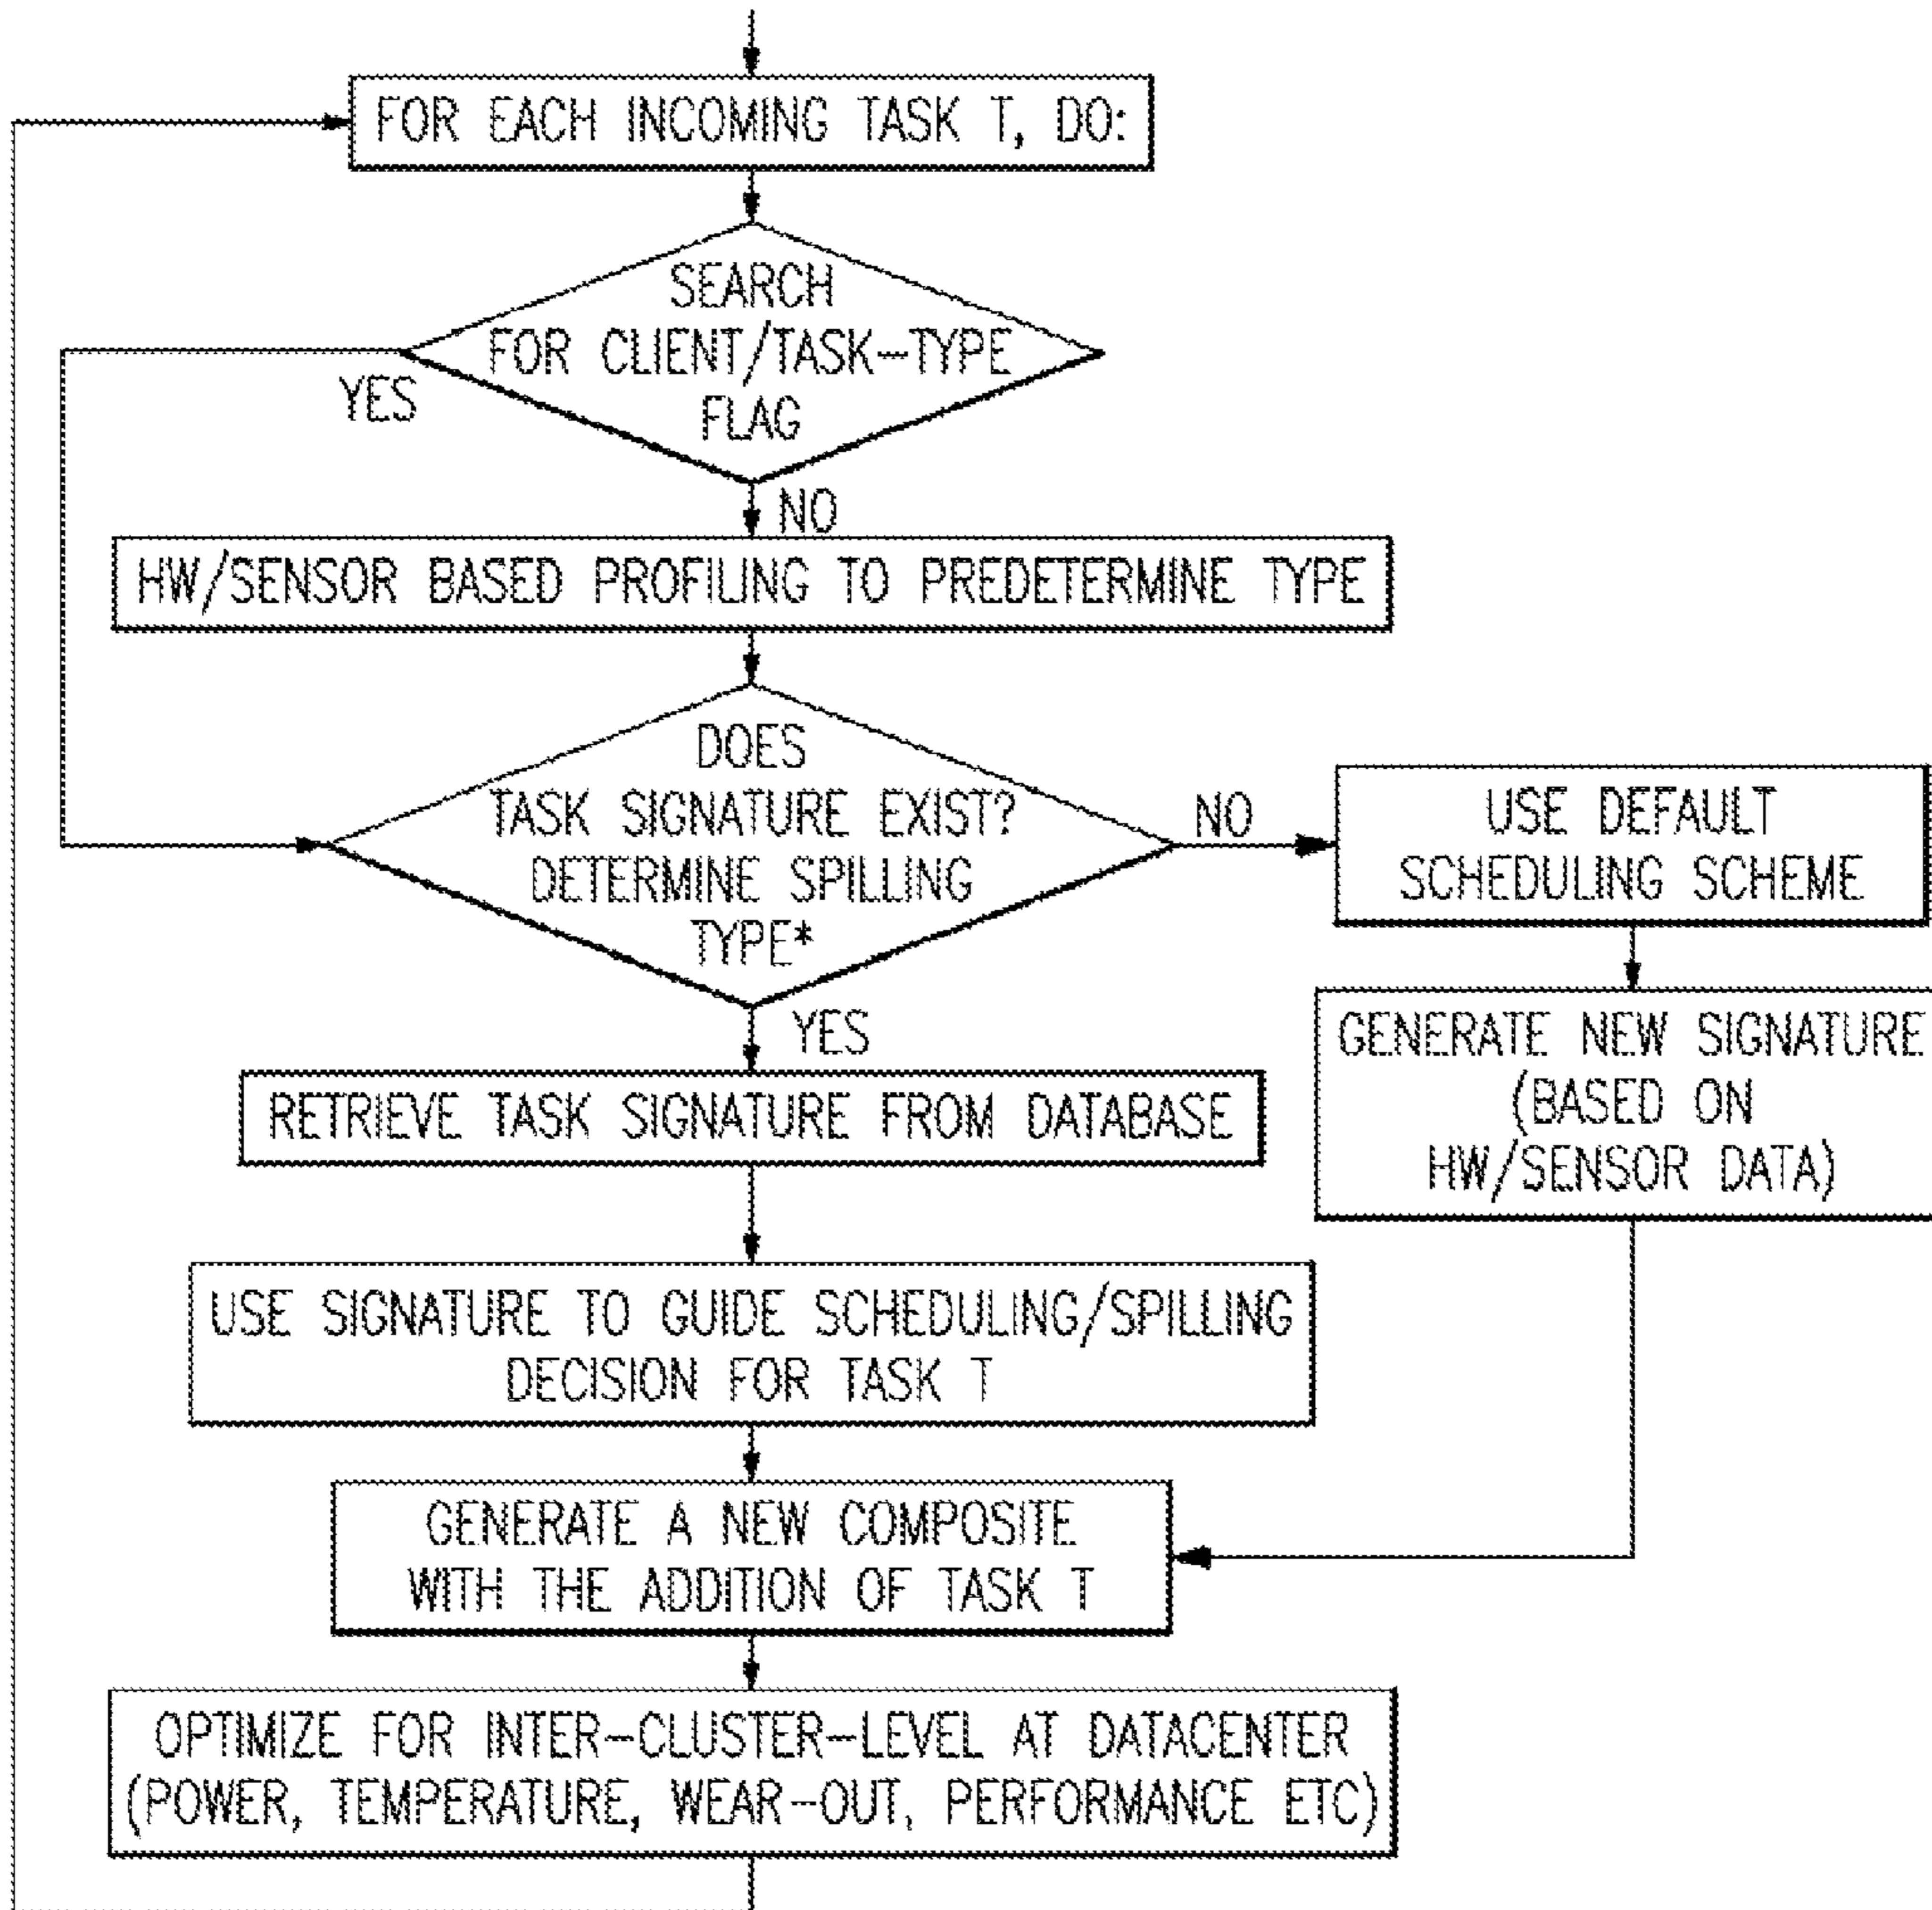 FOR EACH INCOMING TASK T, DO:
SEARCH
FOR CLIENT/TASK-TYPE
FLAG
YES
NO
HW/SENSOR BASED PROFILING TO PREDETERMINE TYPE
DOES
TASK SIGNATURE EXIST?
DETERMINE SPILLING
TYPE*
NO
USE DEFAULT
SCHEDULING SCHEME
YES
GENERATE NEW SIGNATURE
(BASED ON
HW/SENSOR DATA)
RETRIEVE TASK SIGNATURE FROM DATABASE
USE SIGNATURE TO GUIDE SCHEDULING/SPILLING
DECISION FOR TASK T
GENERATE A NEW COMPOSITE
WITH THE ADDITION OF TASK T
OPTIMIZE FOR INTER-CLUSTER-LEVEL AT DATACENTER
(POWER, TEMPERATURE, WEAR-OUT, PERFORMANCE ETC)